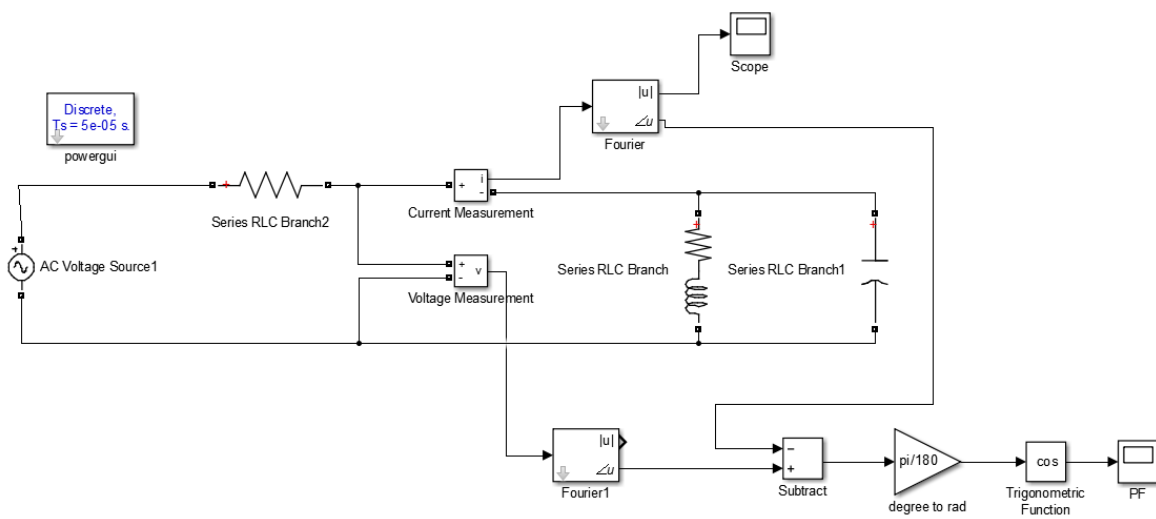 Scope
|u|
∠u
Fourier
Discrete,
Ts = 5e-05 s.
powergui
+
Series RLC Branch2
+
i
-
Current Measurement
+
AC Voltage Source1
+
-
v
Voltage Measurement
+
Series RLC Branch
+
Series RLC Branch1
|u|
∠u
Fourier1
−
+
Subtract
pi/180
degree to rad
cos
Trigonometric
Function
PF